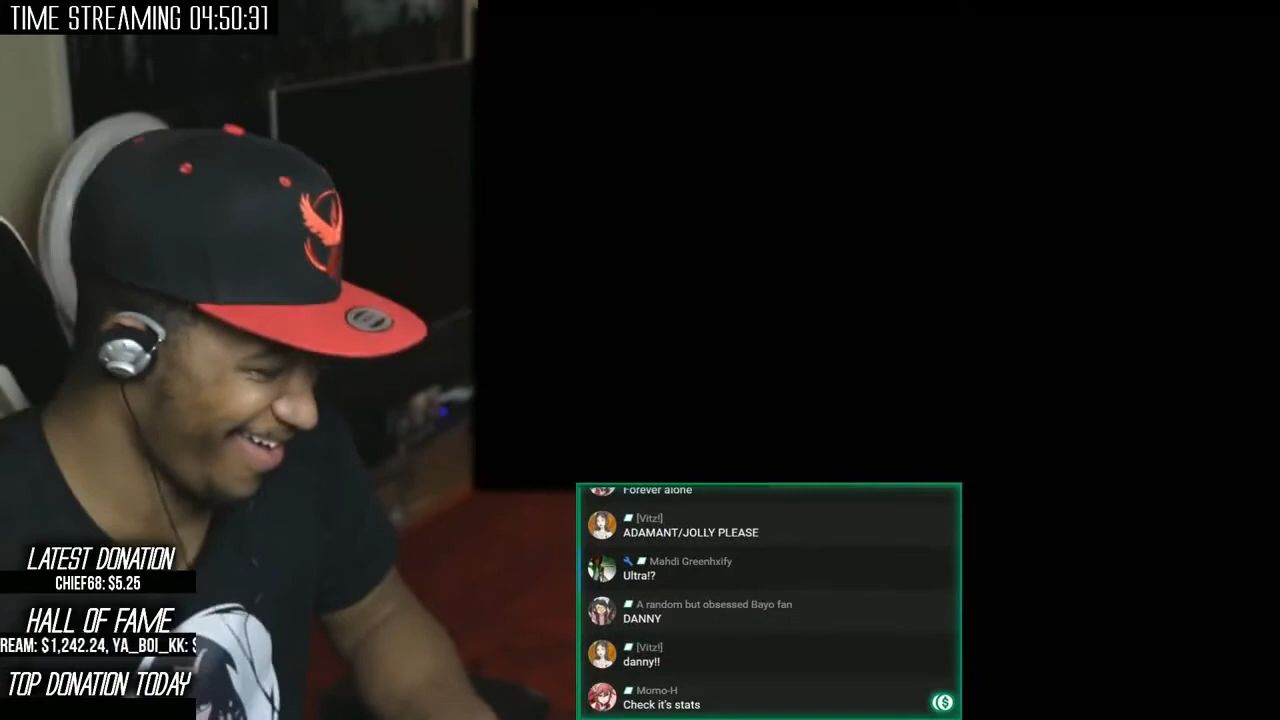 TIME STREAMING 04:50:31
Forever alone
[Vitz!]
ADAMANT/JOLLY PLEASE
Mahdi Greenhxify
Ultra!?
A random but obsessed Bayo fan
DANNY
[Vitz!]
danny!!
Momo-H
Check it's stats
LATEST DONATION
CHIEF68: $5.25
HALL OF FAME
REAM: $1,242.24, YA_BOI_KK: $
TOP DONATION TODAY